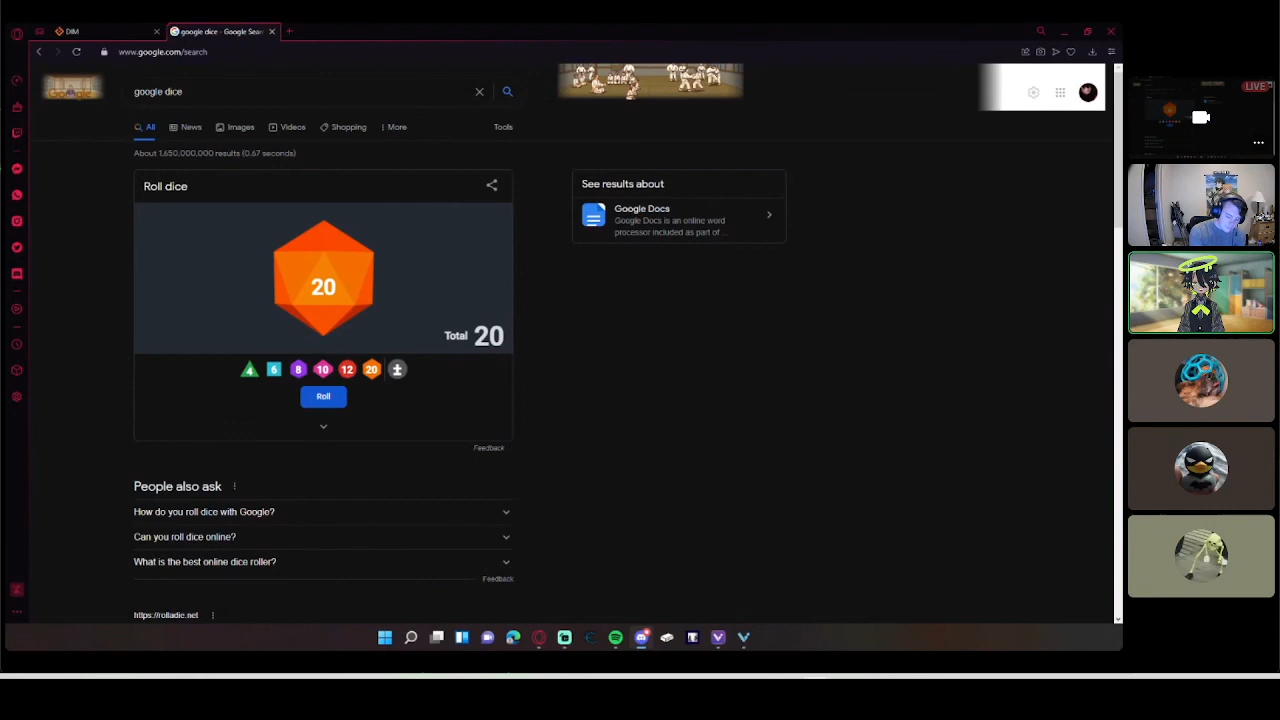 DIM
google dice - Google Sear
www.google.com/search
LIVE
google dice
All
News
Images
Videos
Shopping
More
Tools
About 1,650,000,000 results (0.67 seconds)
Roll dice
20
Total 20
4
6
8
10
12
20
±
Roll
Feedback
See results about
Google Docs
Google Docs is an online word
processor included as part of ...
People also ask
How do you roll dice with Google?
Can you roll dice online?
What is the best online dice roller?
Feedback
https://rolladie.net